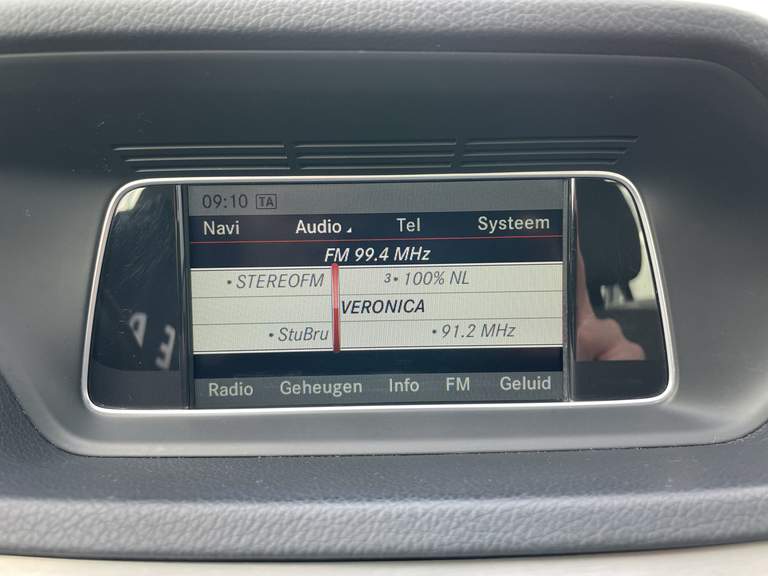 09:10 TA
Navi Audio Tel Systeem
FM 99.4 MHz
• STEREOFM 3• 100% NL
VERONICA
• StuBru • 91.2 MHz
Radio Geheugen Info FM Geluid